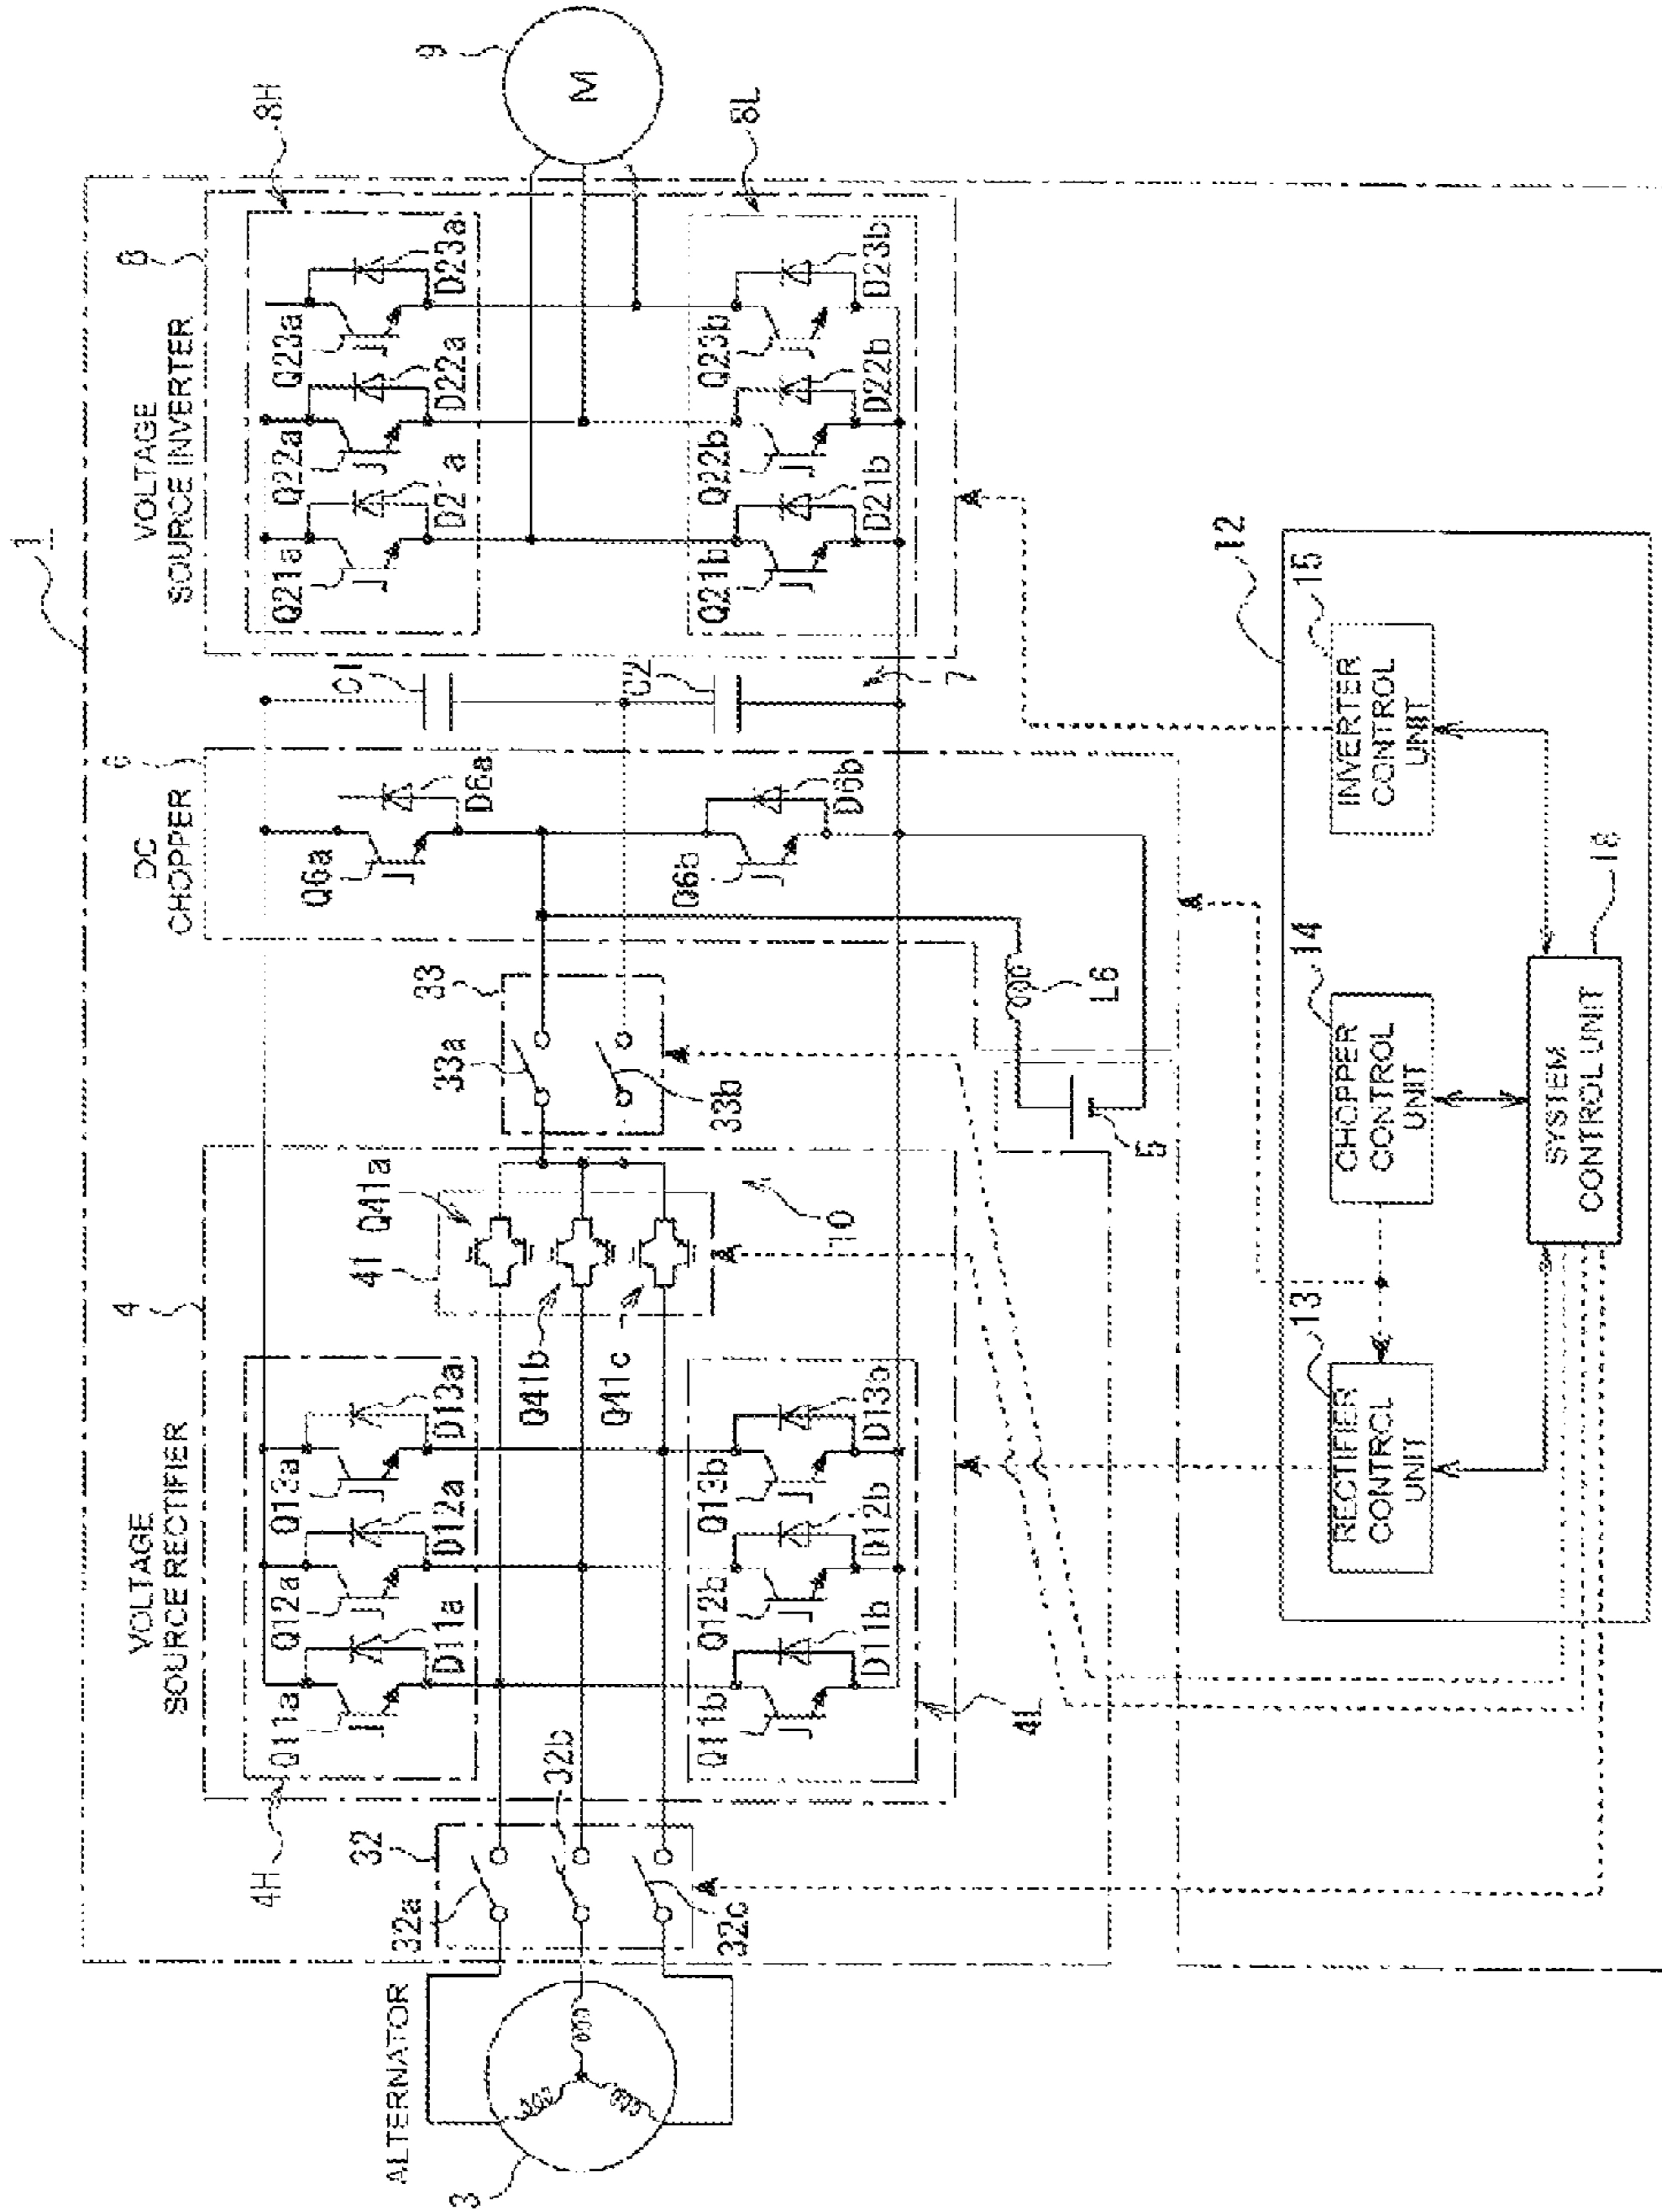 1
VOLTAGE
SOURCE RECTIFIER
4
DC
CHOPPER
6
VOLTAGE
SOURCE INVERTER
8
4H
Q11a
Q12a
Q13a
D11a
D12a
D13a
Q6a
D6a
Q21a
Q22a
Q23a
D22a
D23a
8H
C1
ALTERNATOR
3
32
32a
32b
32c
41
Q41a
Q41b
Q41c
10
33
33a
33b
9
M
C2
7
Q11b
Q12b
Q13b
D11b
D12b
D13b
4L
Q6b
D6b
Q21b
Q22b
Q23b
D21b
D22b
D23b
8L
L6
5
12
13
RECTIFIER
CONTROL
UNIT
14
CHOPPER
CONTROL
UNIT
15
INVERTER
CONTROL
UNIT
SYSTEM
CONTROL UNIT